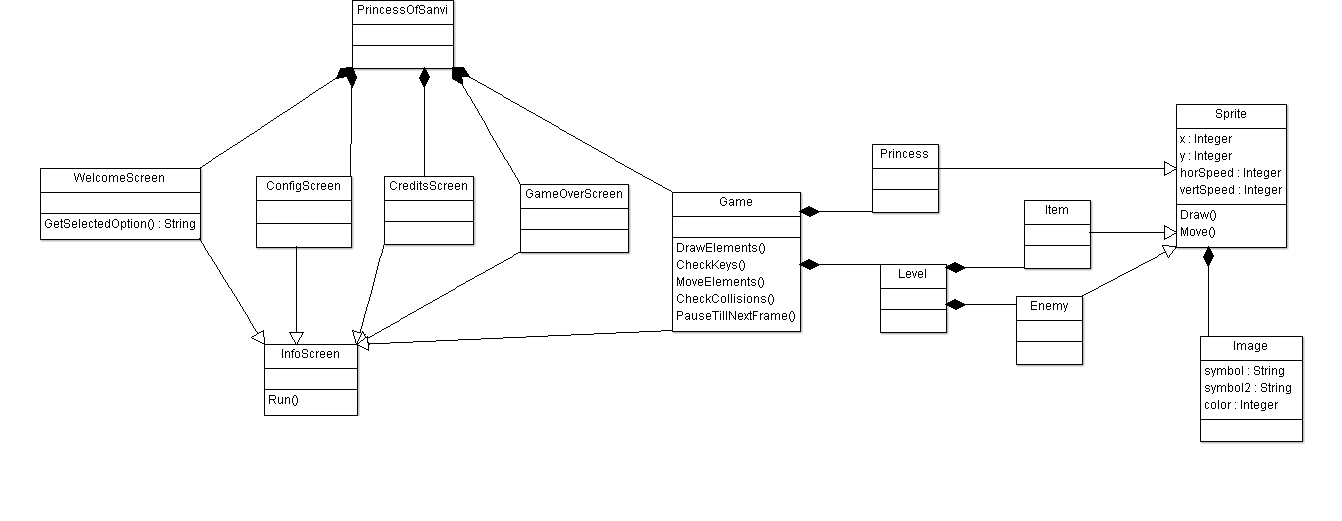 PrincessOfSanvi
WelcomeScreen
GetSelectedOption() : String
ConfigScreen
CreditsScreen
GameOverScreen
Game
DrawElements()
CheckKeys()
MoveElements()
CheckCollisions()
PauseTillNextFrame()
InfoScreen
Run()
Princess
Level
Item
Enemy
Sprite
x : Integer
y : Integer
horSpeed : Integer
vertSpeed : Integer
Draw()
Move()
Image
symbol : String
symbol2 : String
color : Integer